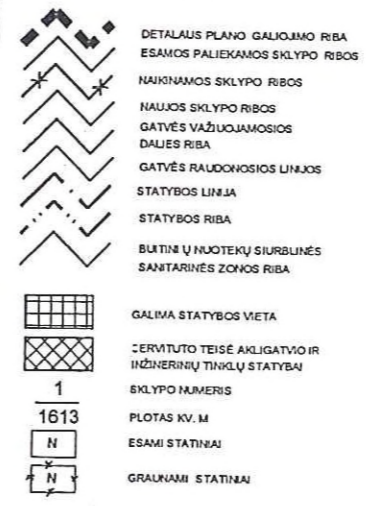 DETALAUS PLANO GALIOJIMO RIBA
ESAMOS PALIEKAMOS SKLYPO RIBOS
NAIKINAMOS SKLYPO RIBOS
NAUJOS SKLYPO RIBOS
GATVĖS VAŽIUOJAMOSIOS
DALIES RIBA
GATVĖS RAUDONOSIOS LINIJOS
STATYBOS LINIJA
STATYBOS RIBA
BUITINIŲ NUOTEKŲ SIURBLINĖS
SANITARINĖS ZONOS RIBA
GALIMA STATYBOS VIETA
SERVITUTO TEISĖ AKLIGATVIO IR
INŽINERINIŲ TINKLŲ STATYBAI
1 SKLYPO NUMERIS
1613 PLOTAS KV. M
N ESAMI STATINIAI
N GRAUNAMI STATINIAI